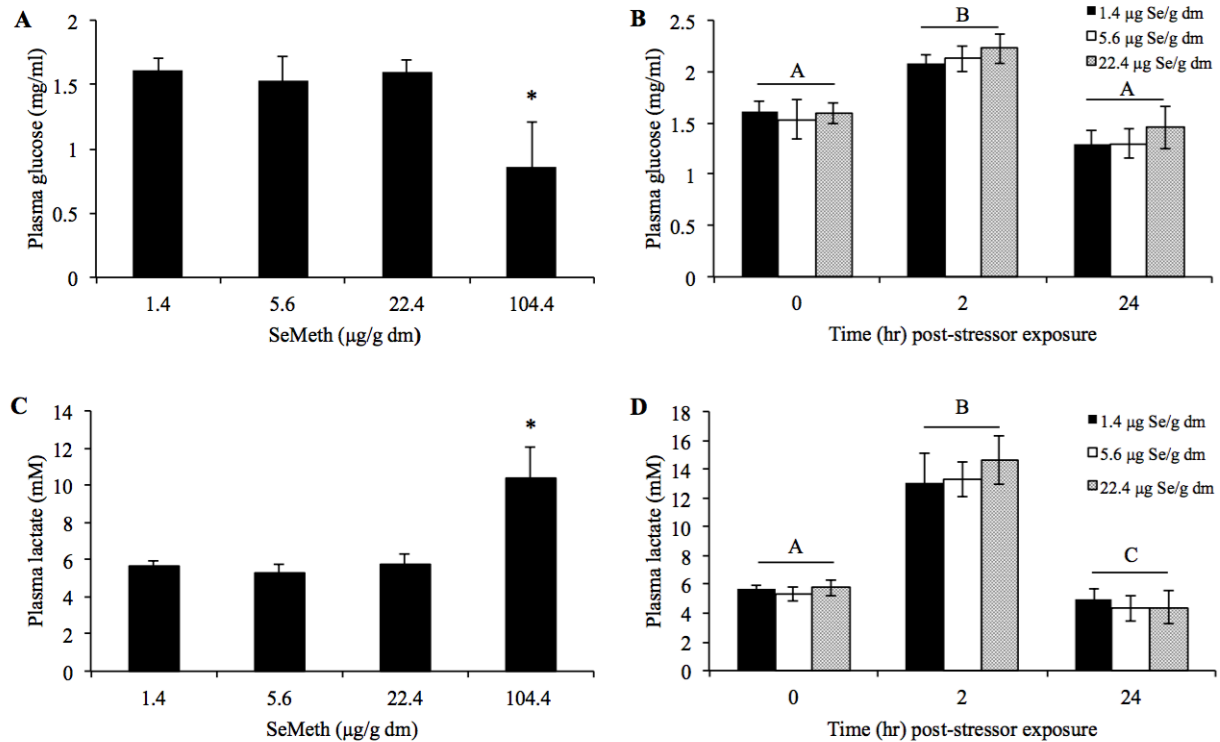 A
Plasma glucose (mg/ml)
2
1.5
1
0.5
0
*
1.4 5.6 22.4 104.4
SeMeth (µg/g dm)
B
Plasma glucose (mg/ml)
2.5
2
1.5
1
0.5
0
A
B
A
1.4 µg Se/g dm
5.6 µg Se/g dm
22.4 µg Se/g dm
0 2 24
Time (hr) post-stressor exposure
C
Plasma lactate (mM)
14
12
10
8
6
4
2
0
*
1.4 5.6 22.4 104.4
SeMeth (µg/g dm)
D
Plasma lactate (mM)
18
16
14
12
10
8
6
4
2
0
A
B
C
1.4 µg Se/g dm
5.6 µg Se/g dm
22.4 µg Se/g dm
0 2 24
Time (hr) post-stressor exposure